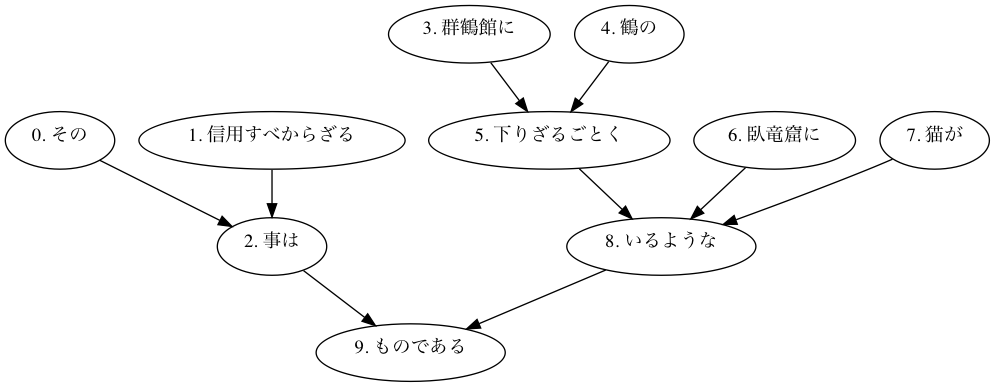 3. 群鶴館に
4. 鶴の
0. その
1. 信用すべからざる
5. 下りざるごとく
6. 臥竜窟に
7. 猫が
2. 事は
8. いるような
9. ものである